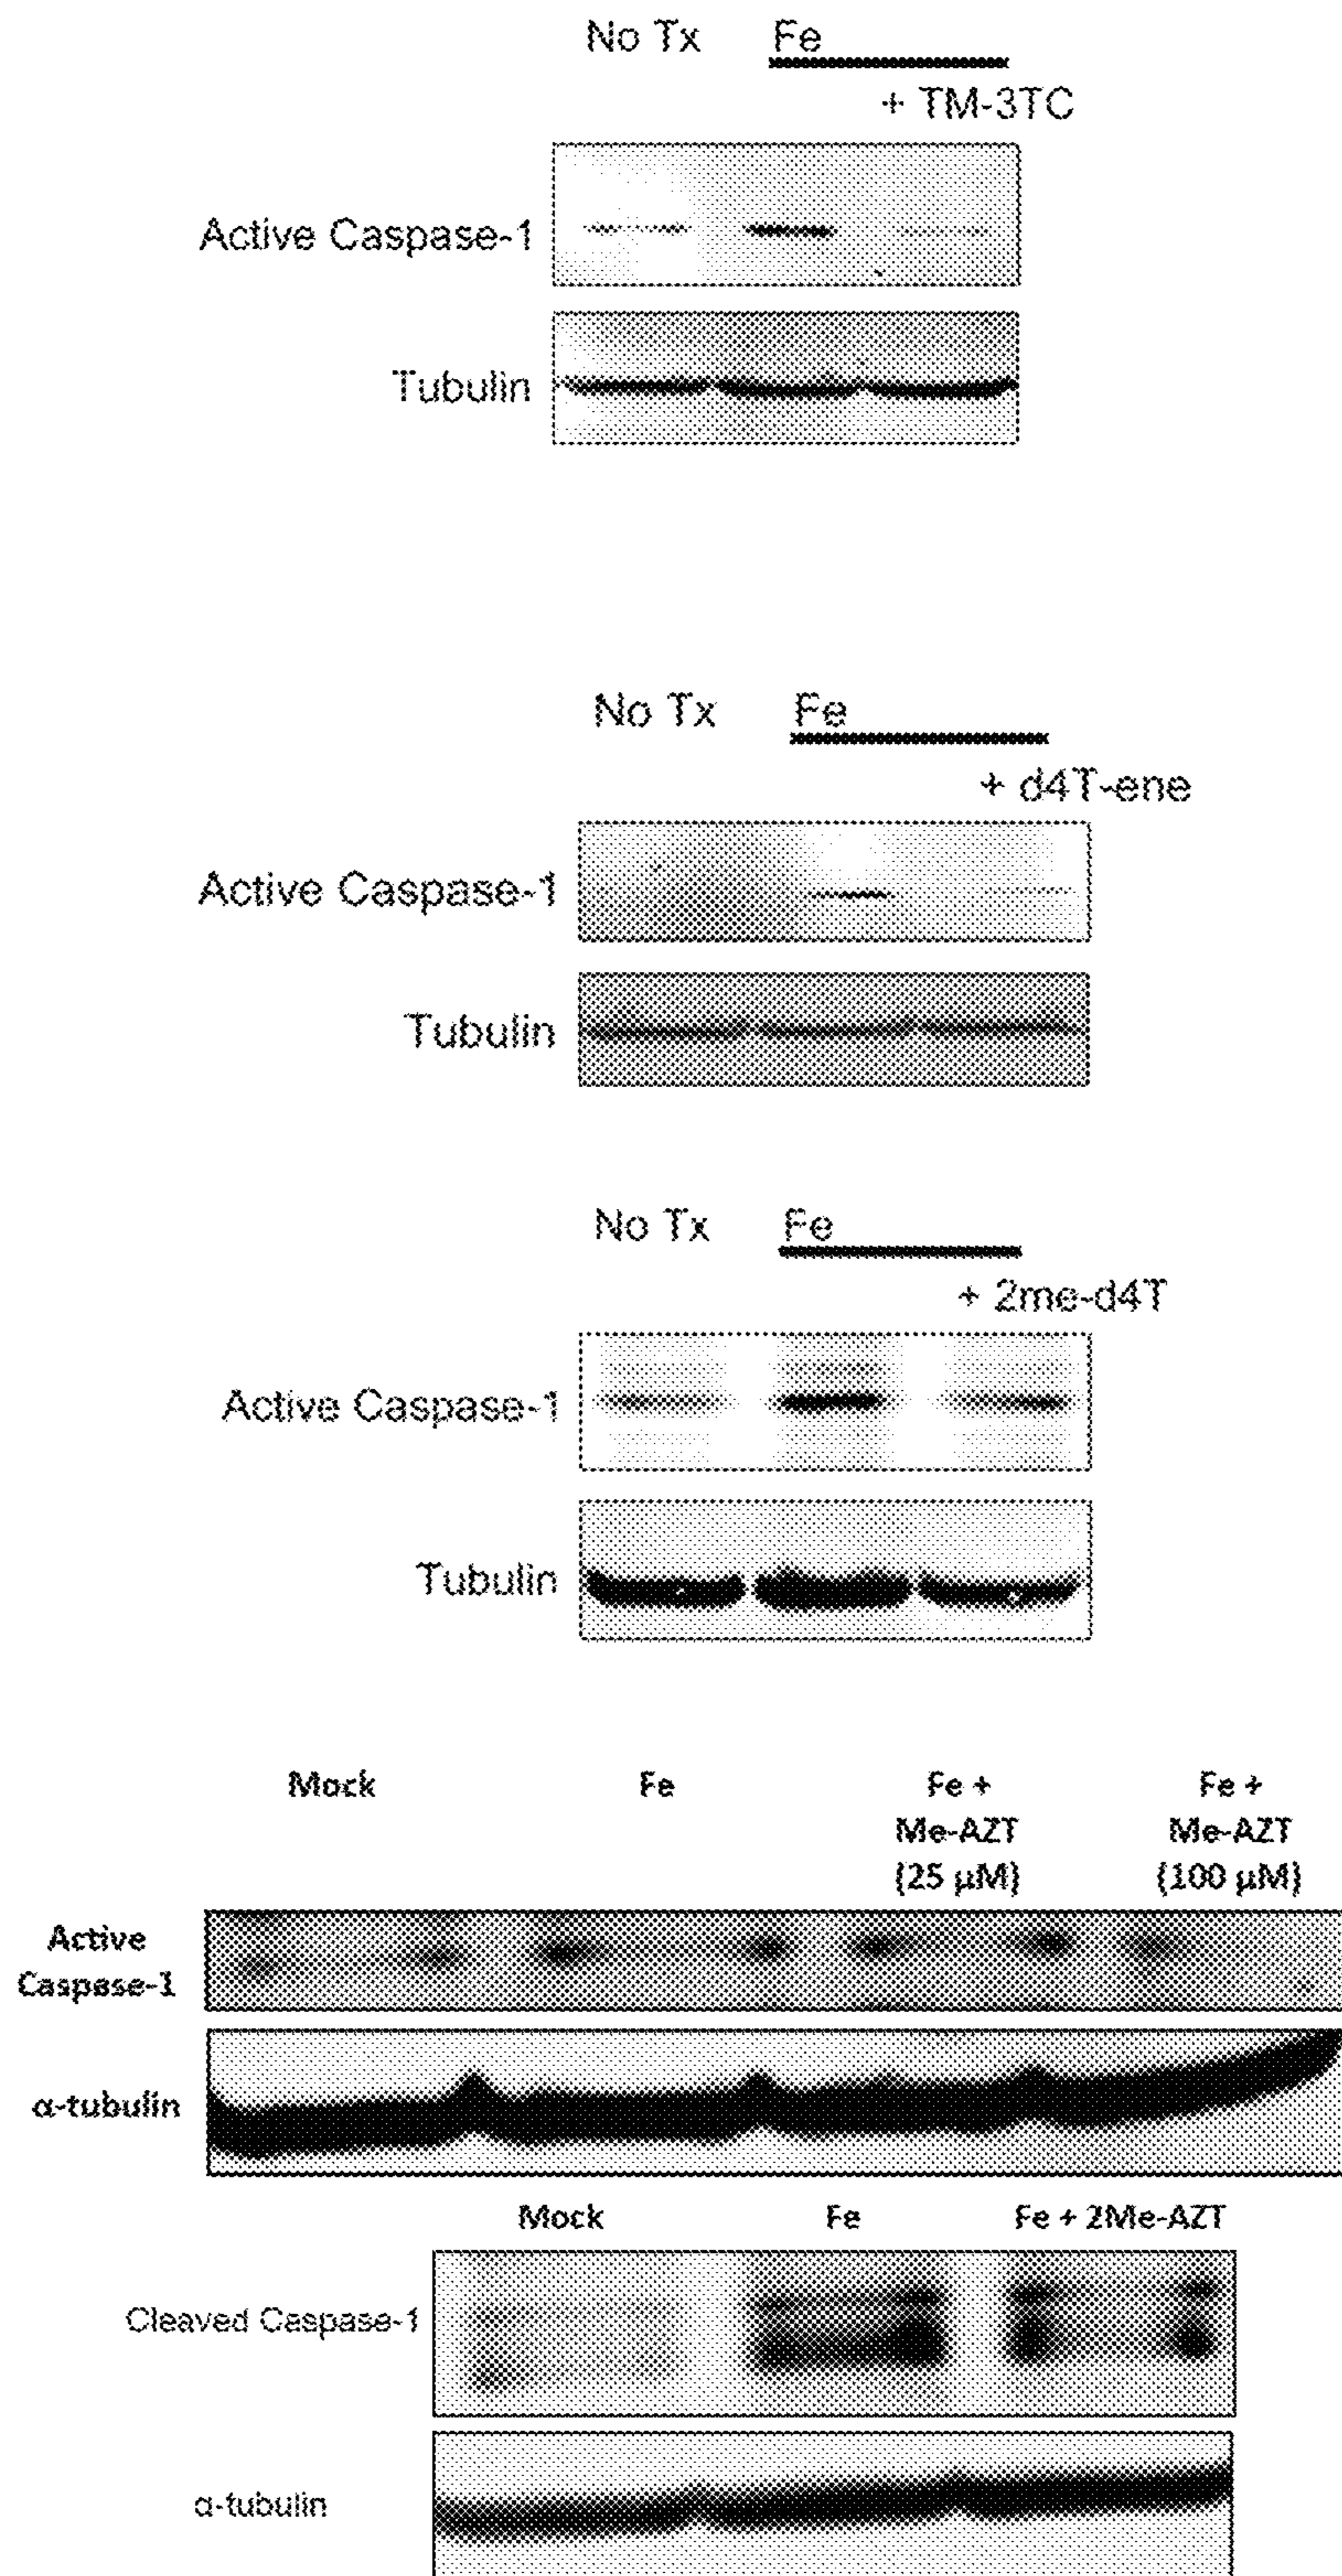 No Tx Fe
+ TM-3TC
Active Caspase-1
Tubulin
No Tx Fe
+ d4T-ene
Active Caspase-1
Tubulin
No Tx Fe
+ 2me-d4T
Active Caspase-1
Tubulin
Mock Fe Fe + Fe +
Me-AZT Me-AZT
(25 µM) (100 µM)
Active
Caspase-1
α-tubulin
Mock Fe Fe + 2Me-AZT
Cleaved Caspase-1
α-tubulin